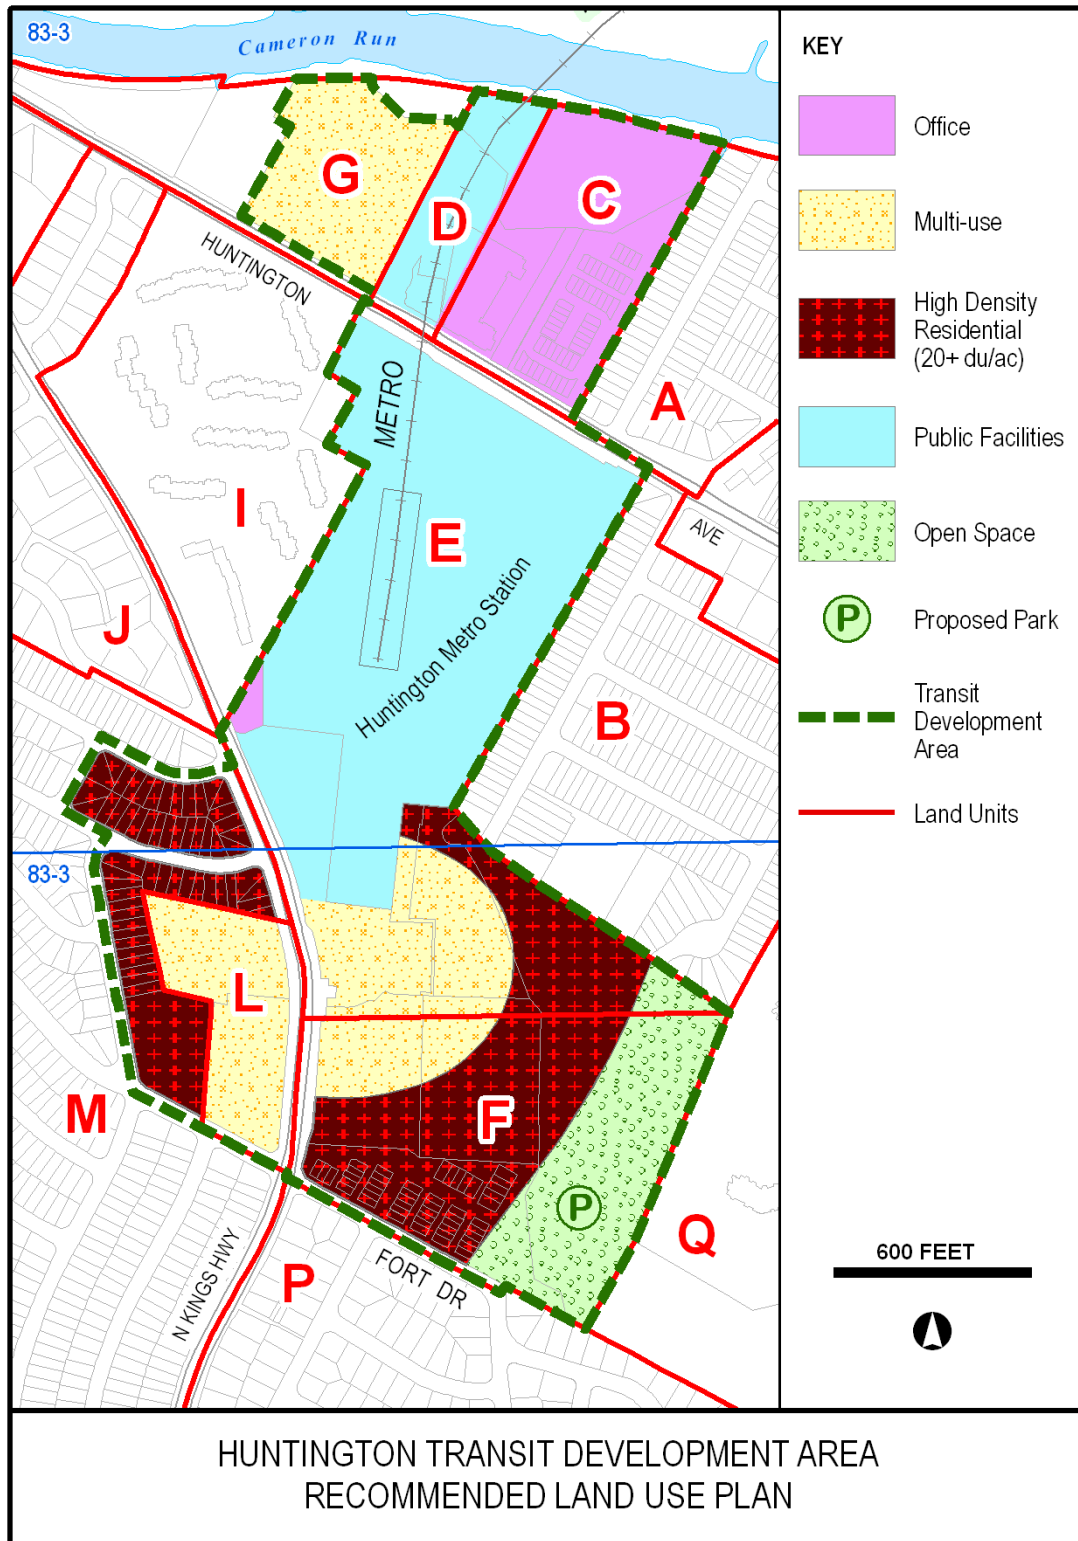 83-3
Cameron Run
KEY
Office
Multi-use
High Density
Residential
(20+ du/ac)
Public Facilities
Open Space
P
Proposed Park
Transit
Development
Area
Land Units
G
D
C
HUNTINGTON
METRO
A
I
E
AVE
Huntington Metro Station
J
B
83-3
L
M
F
P
Q
N KINGS HWY
P
FORT DR
600 FEET
HUNTINGTON TRANSIT DEVELOPMENT AREA
RECOMMENDED LAND USE PLAN